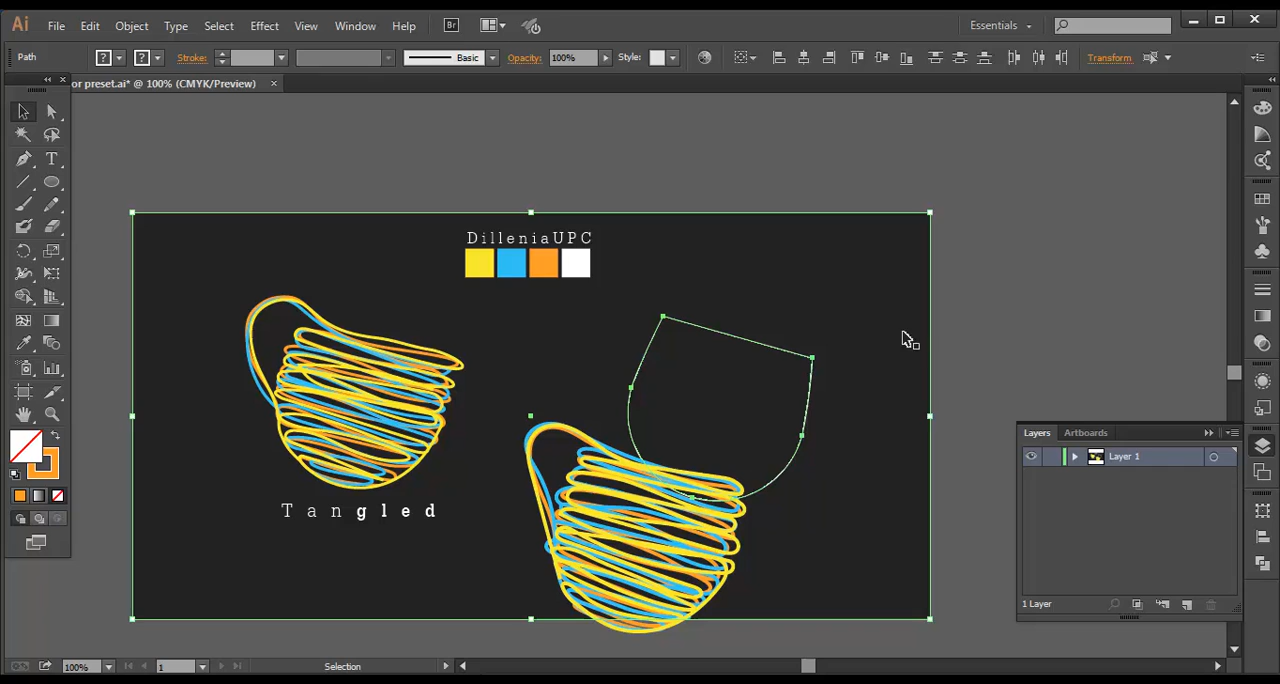 Ai File Edit Object Type Select Effect View Window Help Br Essentials
Path ? ? Stroke: Basic Opacity: 100% Style: Transform
or preset.ai* @ 100% (CMYK/Preview) ×
DilleniaUPC
Tangled
Layers Artboards
Layer 1
1 Layer
100% 1 Selection